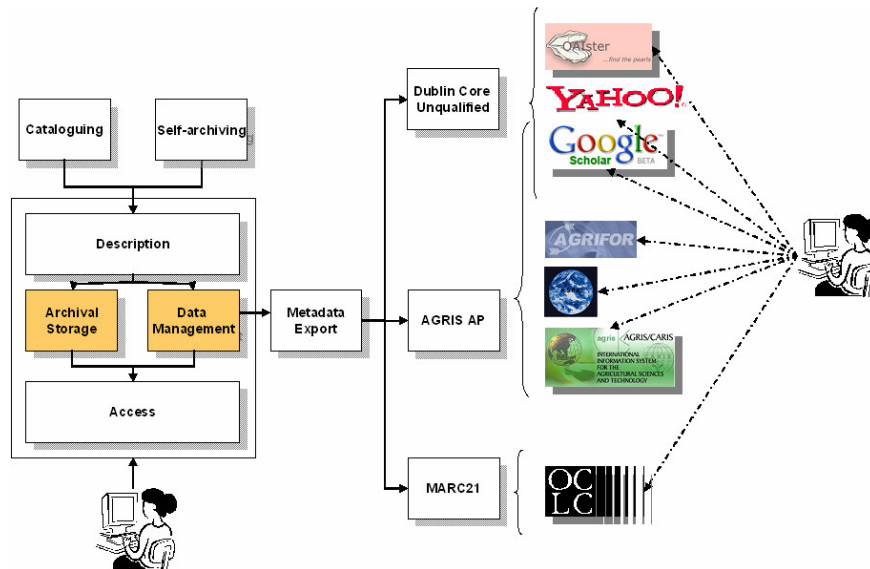 Cataloguing
Self-archiving
Description
Archival
Storage
Data
Management
Access
Metadata
Export
Dublin Core
Unqualified
AGRIS AP
MARC21
OAIster
...find the pearls
YAHOO!
Google
Scholar BETA
AGRIFOR
agris AGRIS/CARIS
INTERNATIONAL
INFORMATION SYSTEM
FOR THE
AGRICULTURAL SCIENCES
AND TECHNOLOGY
OC
LC